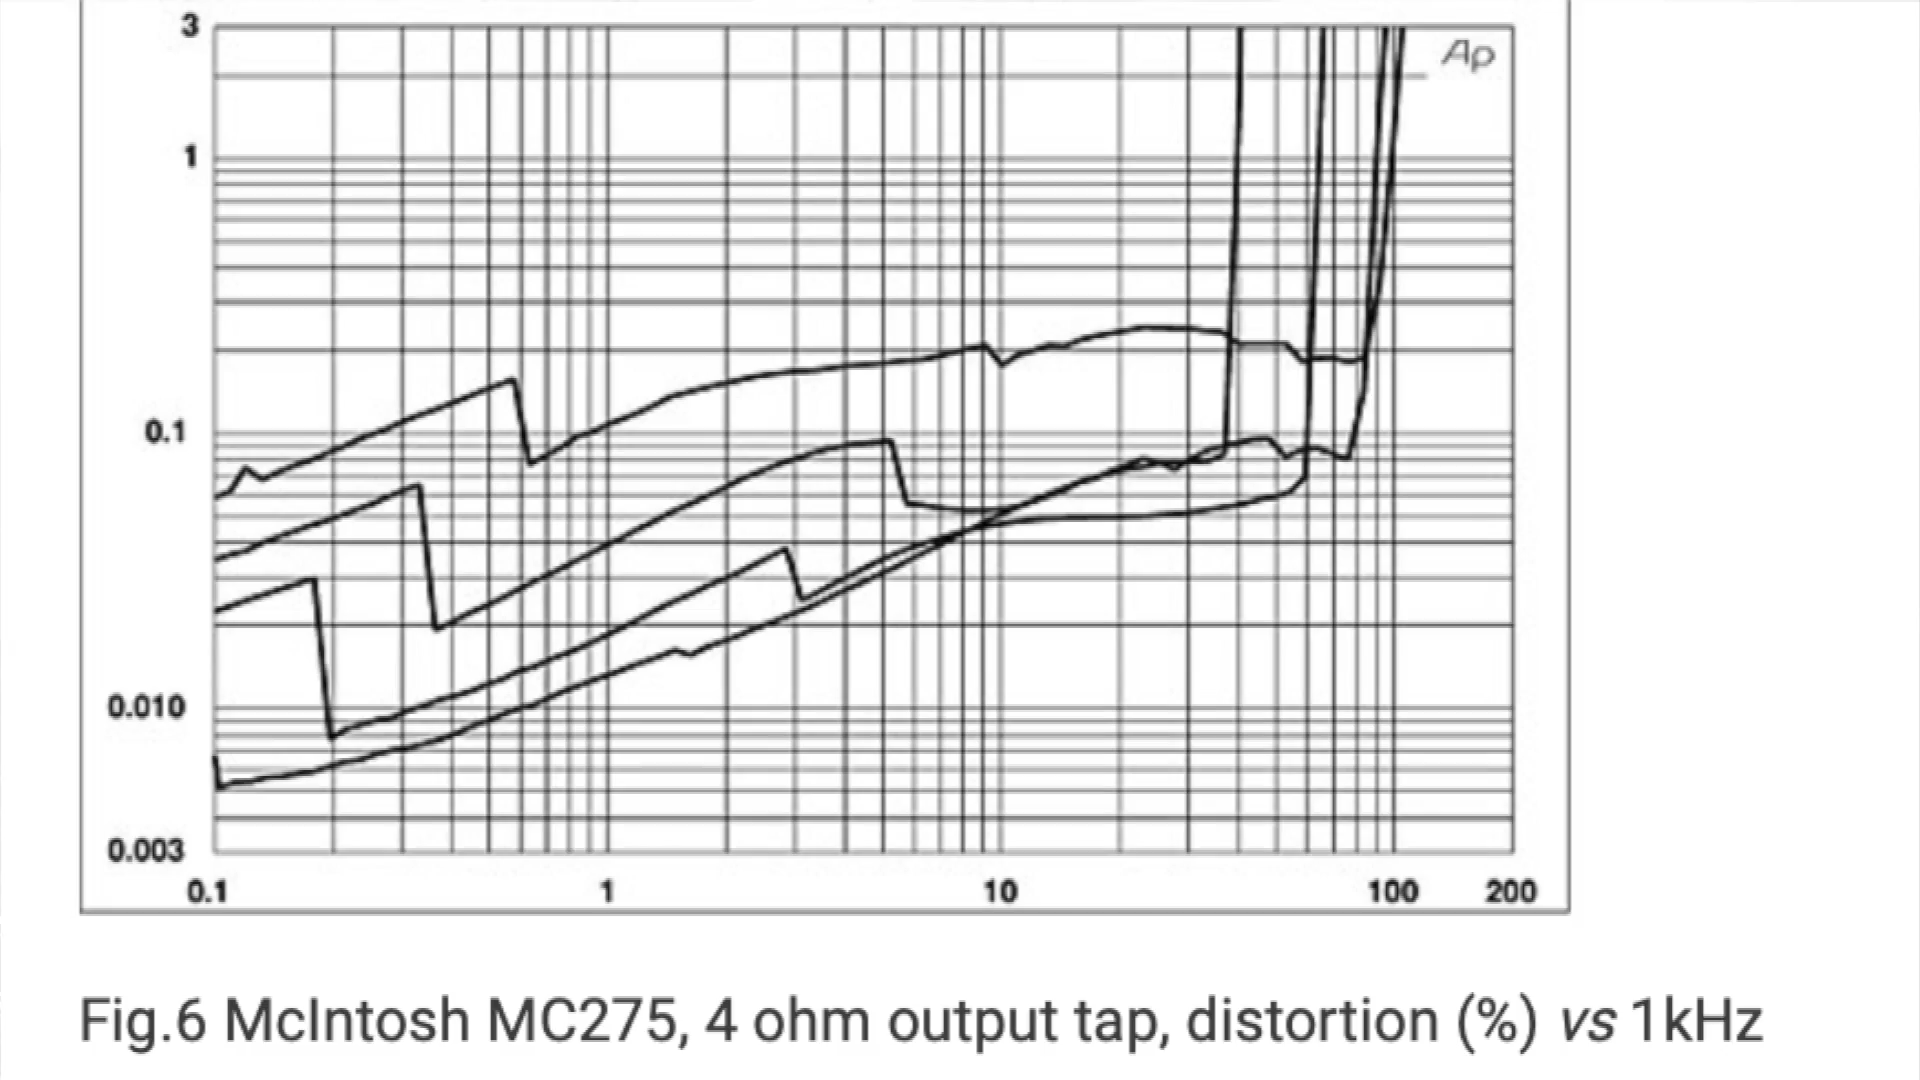 3
Ap
1
0.1
0.010
0.003
0.1 1 10 100 200
Fig.6 McIntosh MC275, 4 ohm output tap, distortion (%) vs 1kHz